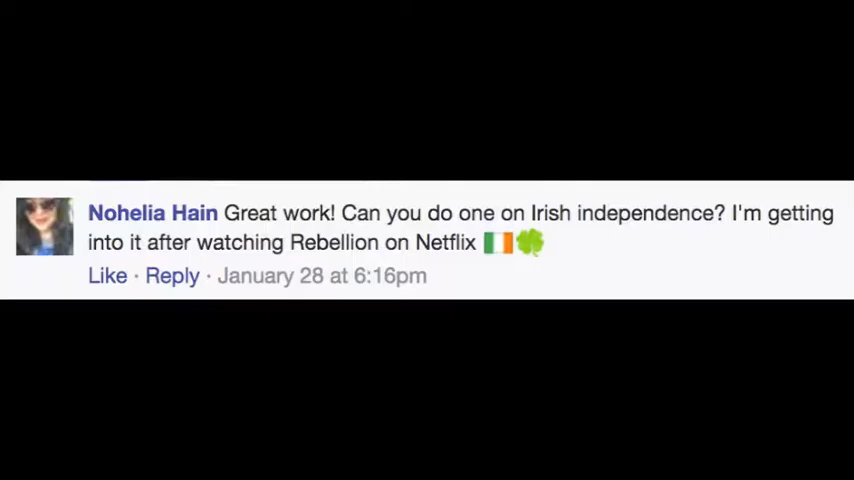 Nohelia Hain Great work! Can you do one on Irish independence? I'm getting
into it after watching Rebellion on Netflix 🇮🇪🍀
Like · Reply · January 28 at 6:16pm